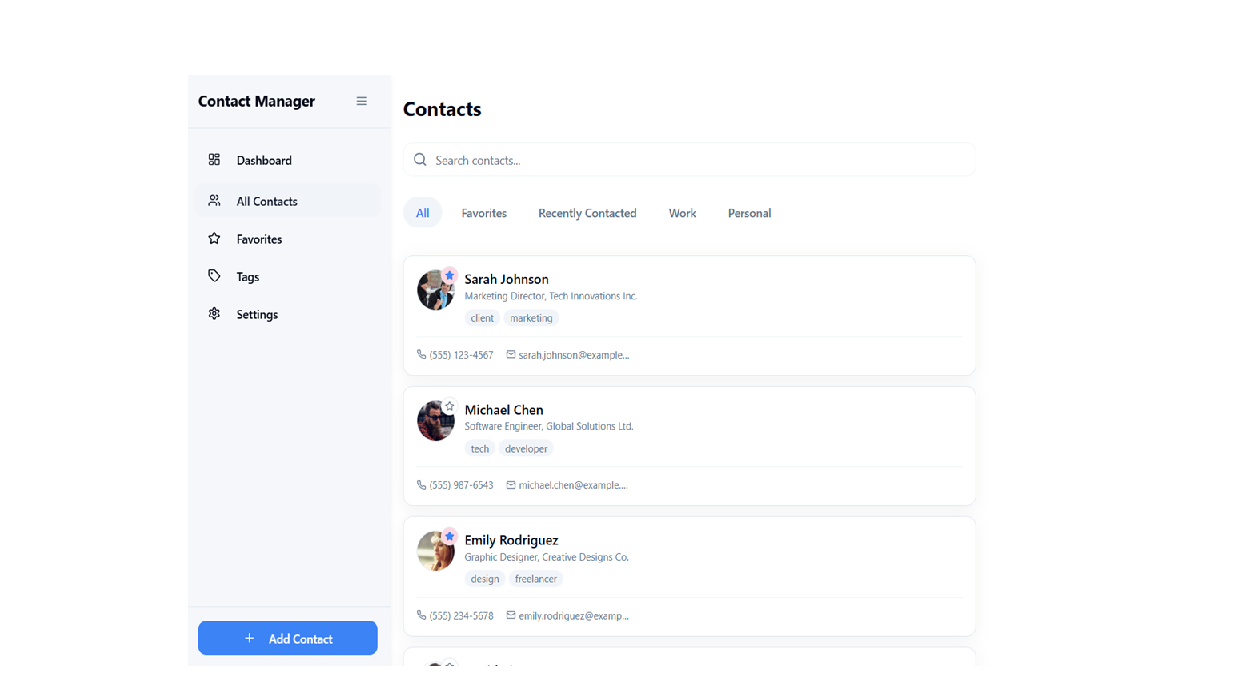 Contact Manager
Dashboard
All Contacts
Favorites
Tags
Settings
Add Contact
Contacts
Search contacts...
All
Favorites
Recently Contacted
Work
Personal
Sarah Johnson
Marketing Director, Tech Innovations Inc.
client marketing
(555) 123-4567 sarah.johnson@example...
Michael Chen
Software Engineer, Global Solutions Ltd.
tech developer
(555) 987-6543 michael.chen@example....
Emily Rodriguez
Graphic Designer, Creative Designs Co.
design freelancer
(555) 234-5678 emily.rodriguez@examp...